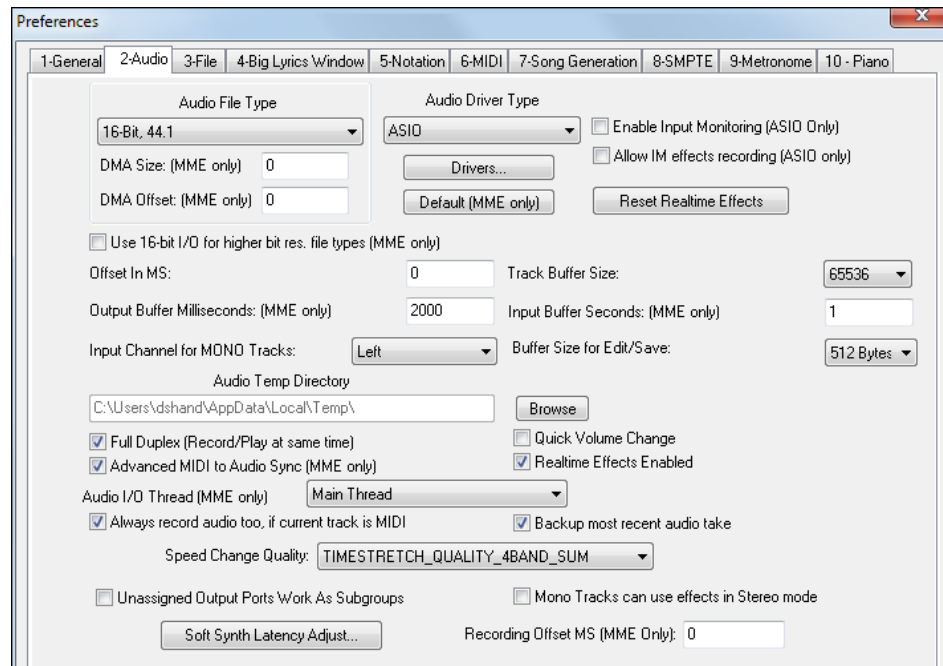 Preferences
1-General 2-Audio 3-File 4-Big Lyrics Window 5-Notation 6-MIDI 7-Song Generation 8-SMPTE 9-Metronome 10 - Piano
Audio File Type
16-Bit, 44.1
DMA Size: (MME only) 0
DMA Offset: (MME only) 0
Audio Driver Type
ASIO
Drivers...
Default (MME only)
Enable Input Monitoring (ASIO Only)
Allow IM effects recording (ASIO only)
Reset Realtime Effects
Use 16-bit I/O for higher bit res. file types (MME only)
Offset In MS: 0 Track Buffer Size: 65536
Output Buffer Milliseconds: (MME only) 2000 Input Buffer Seconds: (MME only) 1
Input Channel for MONO Tracks: Left Buffer Size for Edit/Save: 512 Bytes
Audio Temp Directory
C:\Users\dshand\AppData\Local\Temp\ Browse
Full Duplex (Record/Play at same time) Quick Volume Change
Advanced MIDI to Audio Sync (MME only) Realtime Effects Enabled
Audio I/O Thread (MME only) Main Thread
Always record audio too, if current track is MIDI Backup most recent audio take
Speed Change Quality: TIMESTRETCH_QUALITY_4BAND_SUM
Unassigned Output Ports Work As Subgroups Mono Tracks can use effects in Stereo mode
Soft Synth Latency Adjust... Recording Offset MS (MME Only): 0